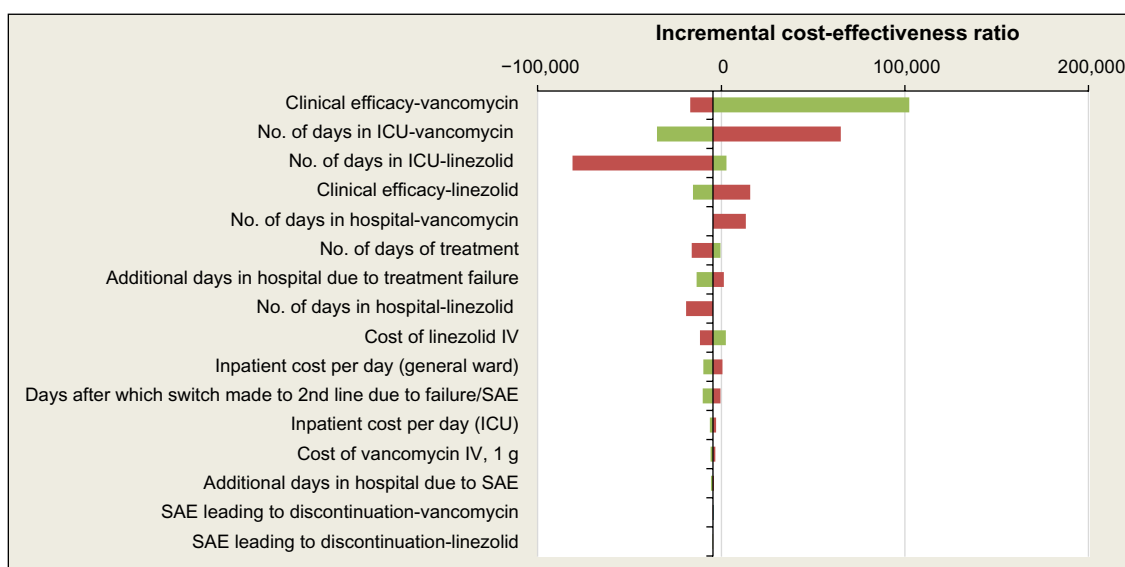 Incremental cost-effectiveness ratio
−100,000 0 100,000 200,000
Clinical efficacy-vancomycin
No. of days in ICU-vancomycin
No. of days in ICU-linezolid
Clinical efficacy-linezolid
No. of days in hospital-vancomycin
No. of days of treatment
Additional days in hospital due to treatment failure
No. of days in hospital-linezolid
Cost of linezolid IV
Inpatient cost per day (general ward)
Days after which switch made to 2nd line due to failure/SAE
Inpatient cost per day (ICU)
Cost of vancomycin IV, 1 g
Additional days in hospital due to SAE
SAE leading to discontinuation-vancomycin
SAE leading to discontinuation-linezolid